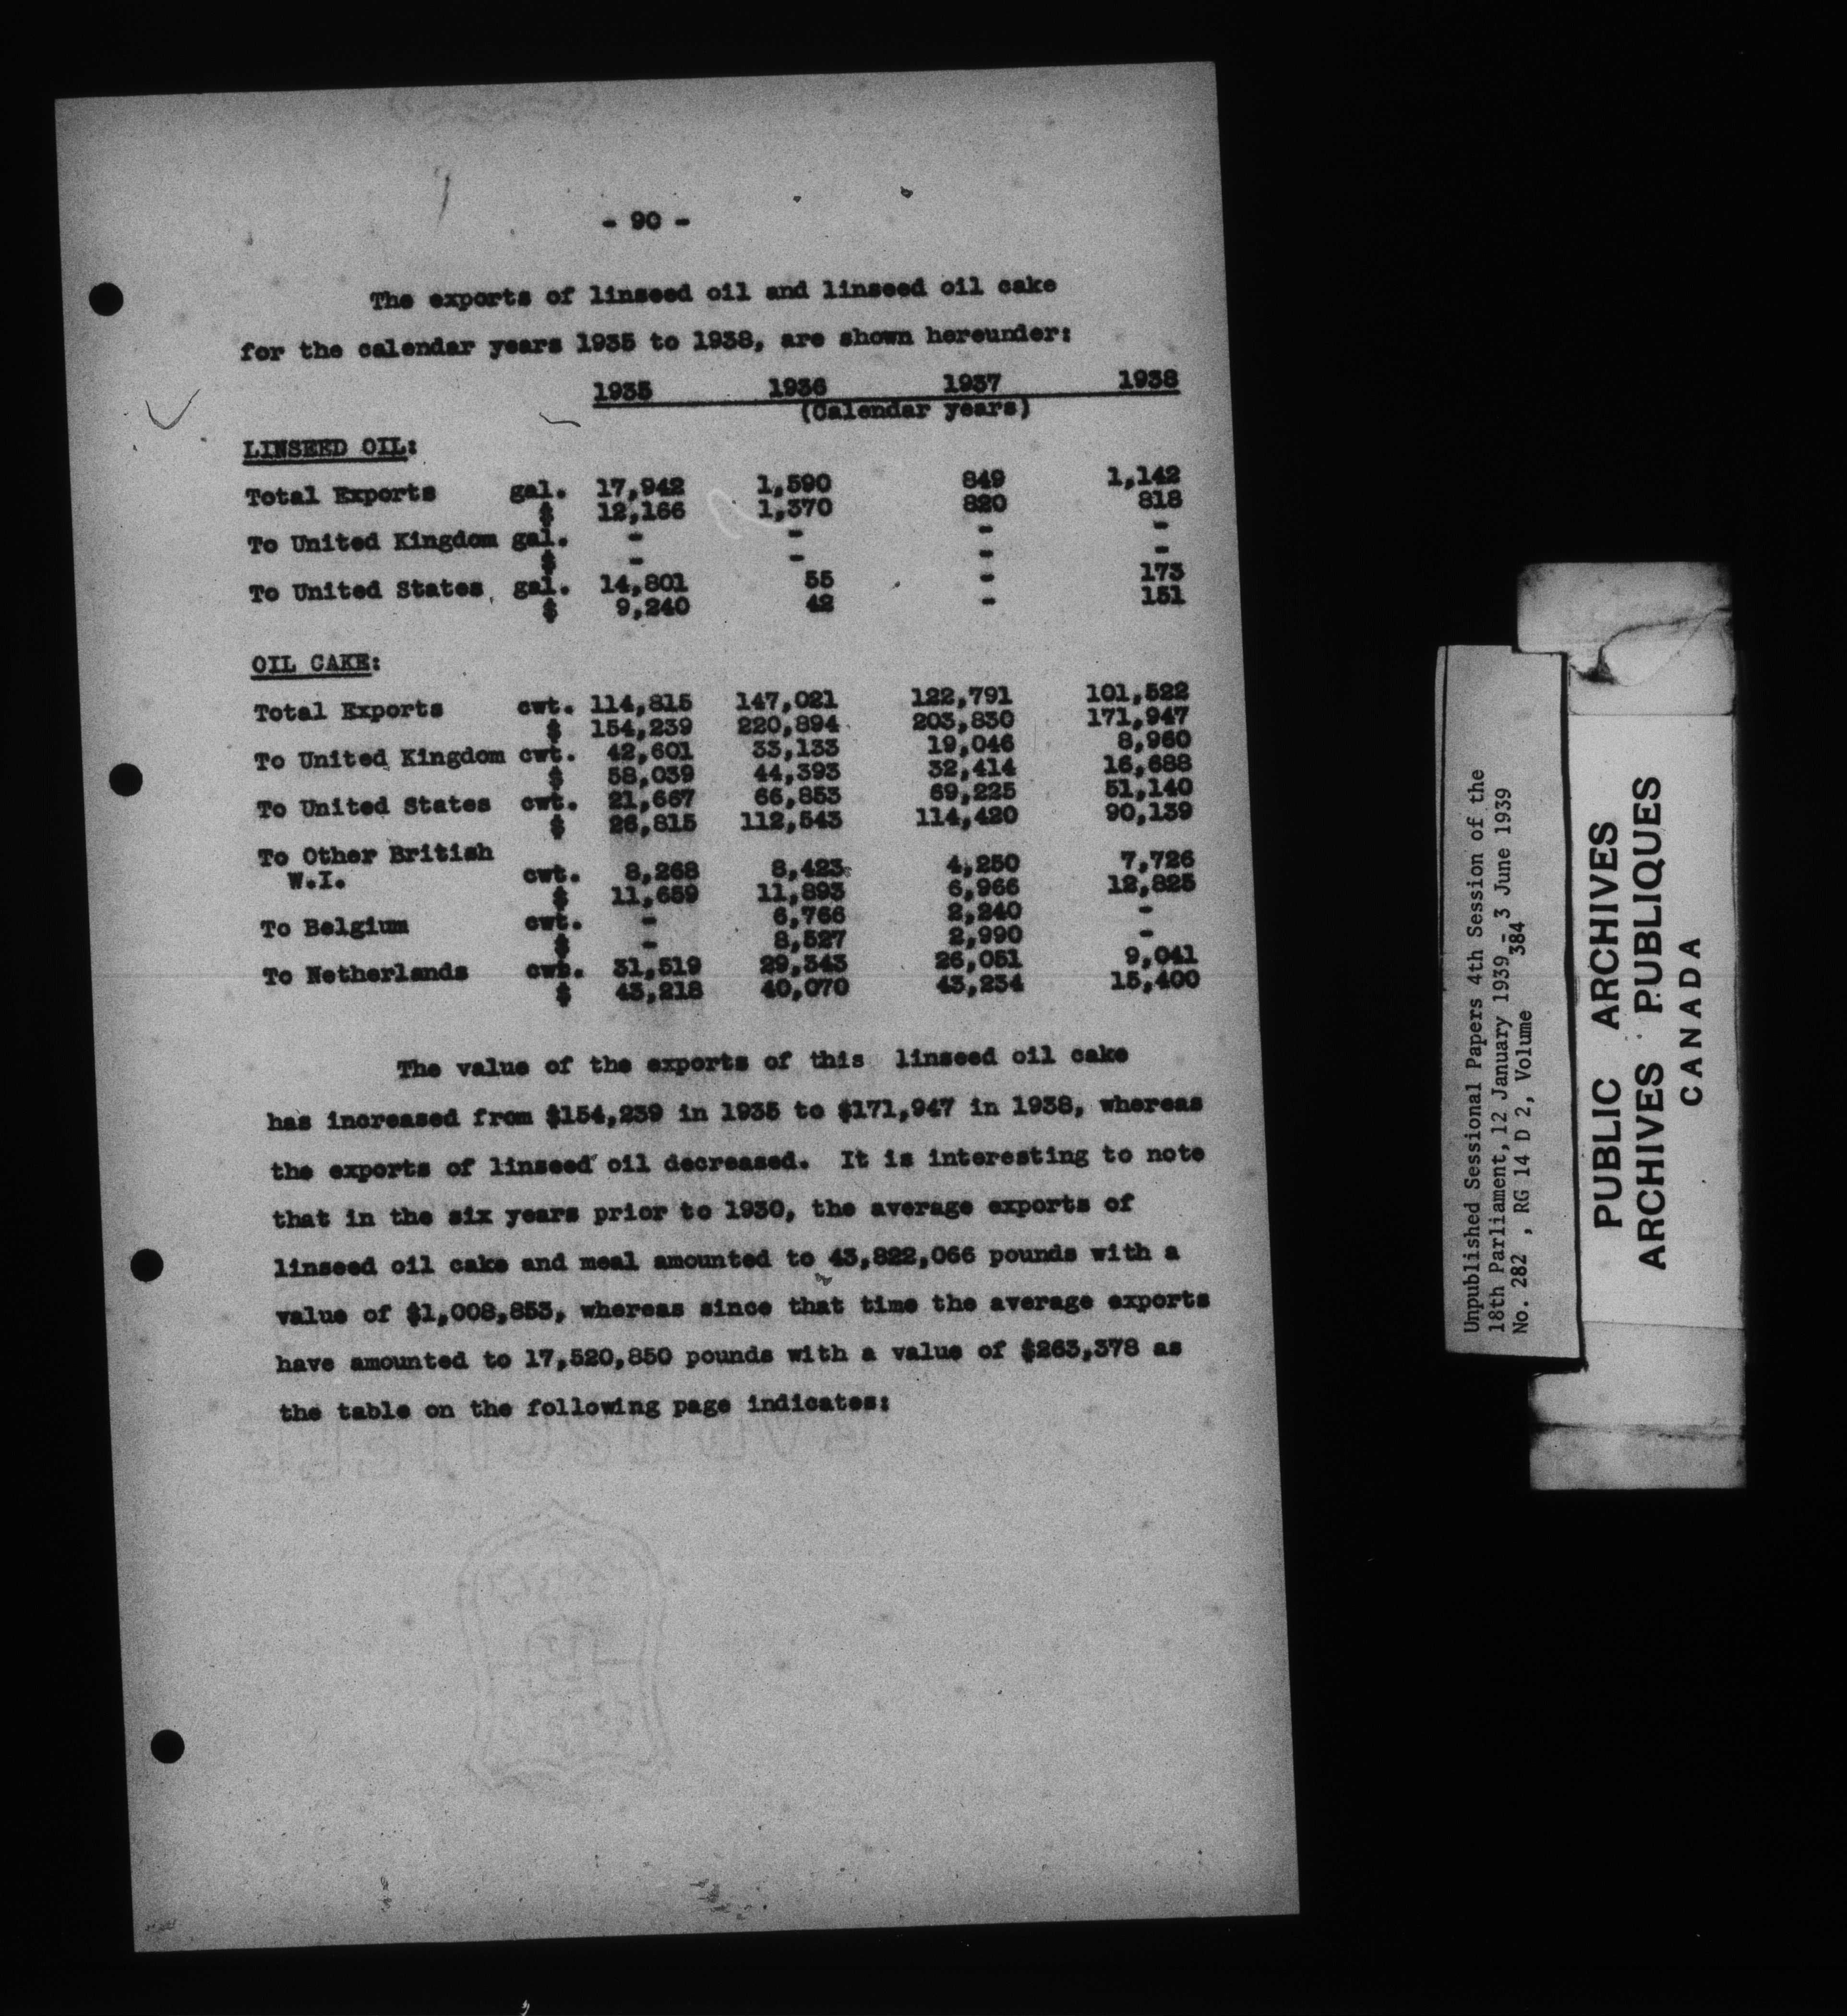 - 90 -
The exports of linseed oil and linseed oil cake
for the calendar years 1935 to 1938, are shown hereunder:
1935 1936 1937 1938
(Calendar years)
LINSEED OIL:
Total Exports gal. 17,942 1,590 849 1,142
$ 12,166 1,370 820 818
To United Kingdom gal. - - - -
$ - - - -
To United States gal. 14,801 55 - 173
$ 9,240 42 - 151
OIL CAKE:
Total Exports cwt. 114,815 147,021 122,791 101,522
$ 154,239 220,894 203,830 171,947
To United Kingdom cwt. 42,601 33,133 19,046 8,960
$ 58,039 44,393 32,414 16,688
To United States cwt. 21,667 66,853 69,225 51,140
$ 26,815 112,543 114,420 90,139
To Other British
W.I. cwt. 8,268 8,423 4,250 7,726
$ 11,659 11,893 6,966 12,825
To Belgium cwt. - 6,766 2,240 -
$ - 8,527 2,990 -
To Netherlands cwt. 31,519 29,343 26,051 9,041
$ 43,218 40,070 43,234 15,400
The value of the exports of this linseed oil cake
has increased from $154,239 in 1935 to $171,947 in 1938, whereas
the exports of linseed oil decreased. It is interesting to note
that in the six years prior to 1930, the average exports of
linseed oil cake and meal amounted to 43,822,066 pounds with a
value of $1,008,853, whereas since that time the average exports
have amounted to 17,520,850 pounds with a value of $263,378 as
the table on the following page indicates:
Unpublished Sessional Papers 4th Session of the
18th Parliament, 12 January 1939 - 3 June 1939
No. 282 , RG 14 D 2, Volume 384
PUBLIC ARCHIVES
ARCHIVES PUBLIQUES
CANADA